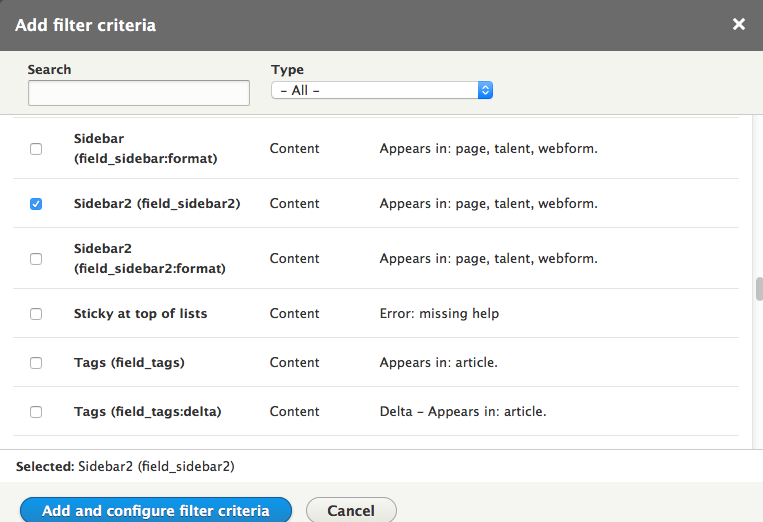 Add filter criteria
Search
Type
– All –
Sidebar
(field_sidebar:format)
Content
Appears in: page, talent, webform.
Sidebar2 (field_sidebar2)
Content
Appears in: page, talent, webform.
Sidebar2
(field_sidebar2:format)
Content
Appears in: page, talent, webform.
Sticky at top of lists
Content
Error: missing help
Tags (field_tags)
Content
Appears in: article.
Tags (field_tags:delta)
Content
Delta – Appears in: article.
Selected: Sidebar2 (field_sidebar2)
Add and configure filter criteria
Cancel